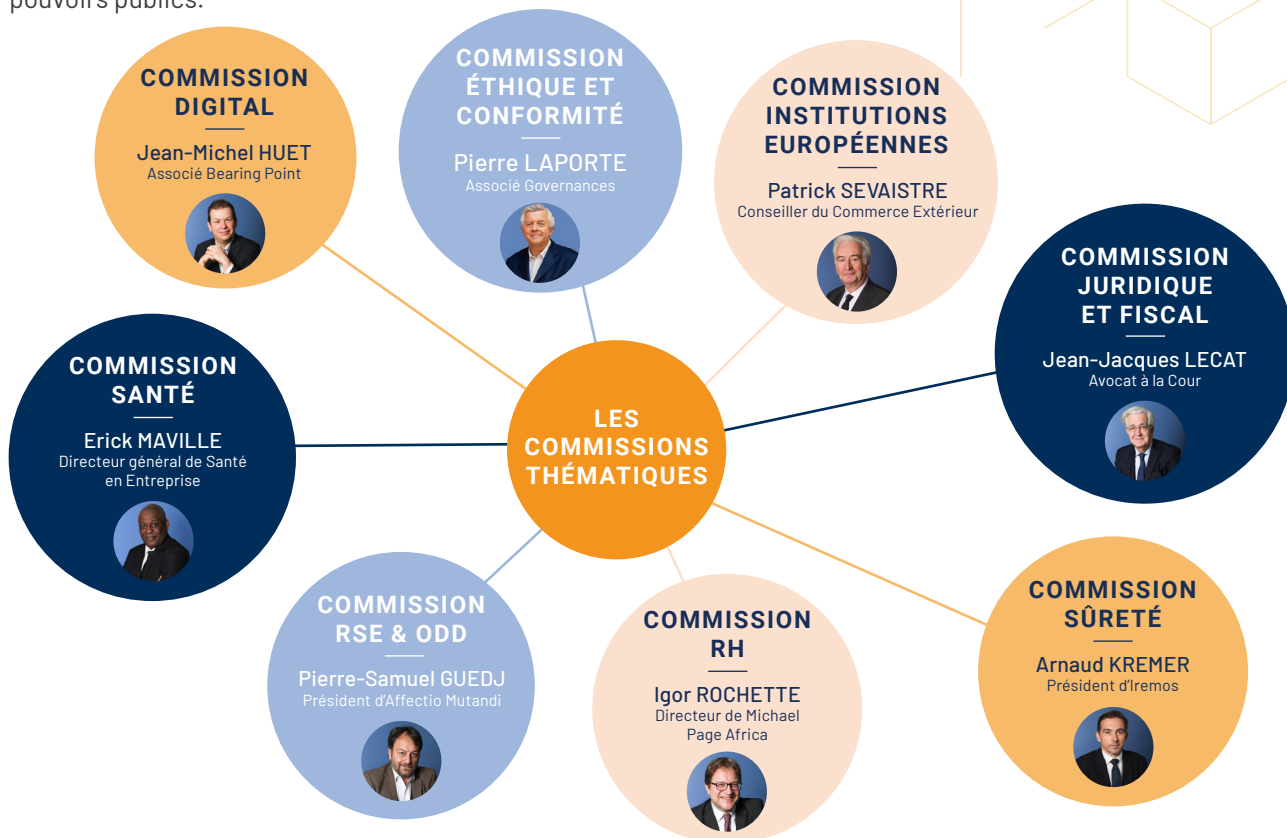 pouvoirs publics.
COMMISSION
DIGITAL
Jean-Michel HUET
Associé Bearing Point
COMMISSION
ÉTHIQUE ET
CONFORMITÉ
Pierre LAPORTE
Associé Governances
COMMISSION
INSTITUTIONS
EUROPÉENNES
Patrick SEVAISTRE
Conseiller du Commerce Extérieur
COMMISSION
JURIDIQUE
ET FISCAL
Jean-Jacques LECAT
Avocat à la Cour
COMMISSION
SANTÉ
Erick MAVILLE
Directeur général de Santé
en Entreprise
LES
COMMISSIONS
THÉMATIQUES
COMMISSION
RSE & ODD
Pierre-Samuel GUEDJ
Président d'Affectio Mutandi
COMMISSION
RH
Igor ROCHETTE
Directeur de Michael
Page Africa
COMMISSION
SÛRETÉ
Arnaud KREMER
Président d'Iremos